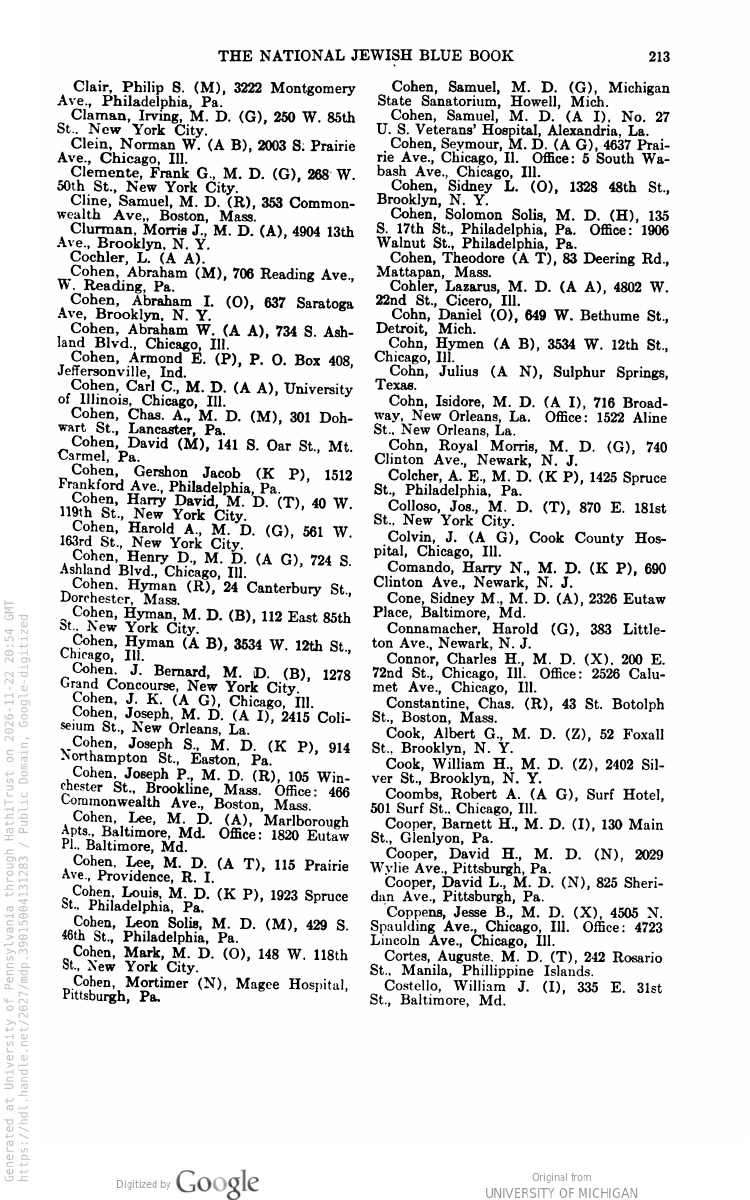 THE NATIONAL JEWISH BLUE BOOK 213
Clair, Philip S. (M), 3222 Montgomery
Ave., Philadelphia, Pa.
Claman, Irving, M. D. (G), 250 W. 85th
St.. New York City.
Clein, Norman W. (A B), 2003 S. Prairie
Ave., Chicago, Ill.
Clemente, Frank G., M. D. (G), 268 W.
50th St., New York City.
Cline, Samuel, M. D. (R), 353 Common-
wealth Ave,, Boston, Mass.
Clurman, Morris J., M. D. (A), 4904 13th
Ave., Brooklyn, N. Y.
Cochler, L. (A A).
Cohen, Abraham (M), 706 Reading Ave.,
W. Reading, Pa.
Cohen, Abraham I. (O), 637 Saratoga
Ave, Brooklyn, N. Y.
Cohen, Abraham W. (A A), 734 S. Ash-
land Blvd., Chicago, Ill.
Cohen, Armond E. (P), P. O. Box 408,
Jeffersonville, Ind.
Cohen, Carl C., M. D. (A A), University
of Illinois, Chicago, Ill.
Cohen, Chas. A., M. D. (M), 301 Doh-
wart St., Lancaster, Pa.
Cohen, David (M), 141 S. Oar St., Mt.
Carmel, Pa.
Cohen, Gershon Jacob (K P), 1512
Frankford Ave., Philadelphia, Pa.
Cohen, Harry David, M. D. (T), 40 W.
119th St., New York City.
Cohen, Harold A., M. D. (G), 561 W.
163rd St., New York City.
Cohen, Henry D., M. D. (A G), 724 S.
Ashland Blvd., Chicago, Ill.
Cohen. Hyman (R), 24 Canterbury St.,
Dorchester, Mass.
Cohen, Hyman, M. D. (B), 112 East 85th
St.. New York City.
Cohen, Hyman (A B), 3534 W. 12th St.,
Chicago, Ill.
Cohen. J. Bernard, M. D. (B), 1278
Grand Concourse, New York City.
Cohen, J. K. (A G), Chicago, Ill.
Cohen, Joseph, M. D. (A I), 2415 Coli-
seium St., New Orleans, La.
Cohen, Joseph S., M. D. (K P), 914
Northampton St., Easton, Pa.
Cohen, Joseph P., M. D. (R), 105 Win-
chester St., Brookline, Mass. Office: 466
Commonwealth Ave., Boston, Mass.
Cohen, Lee, M. D. (A), Marlborough
Apts., Baltimore, Md. Office: 1820 Eutaw
Pl.. Baltimore, Md.
Cohen, Lee, M. D. (A T), 115 Prairie
Ave., Providence, R. I.
Cohen, Louis, M. D. (K P), 1923 Spruce
St.. Philadelphia, Pa.
Cohen, Leon Solis, M. D. (M), 429 S.
46th St., Philadelphia, Pa.
Cohen, Mark, M. D. (O), 148 W. 118th
St., New York City.
Cohen, Mortimer (N), Magee Hospital,
Pittsburgh, Pa.
Cohen, Samuel, M. D. (G), Michigan
State Sanatorium, Howell, Mich.
Cohen, Samuel, M. D. (A I), No. 27
U. S. Veterans' Hospital, Alexandria, La.
Cohen, Seymour, M. D. (A G), 4637 Prai-
rie Ave., Chicago, Il. Office: 5 South Wa-
bash Ave., Chicago, Ill.
Cohen, Sidney L. (O), 1328 48th St.,
Brooklyn, N. Y.
Cohen, Solomon Solis, M. D. (H), 135
S. 17th St., Philadelphia, Pa. Office: 1906
Walnut St., Philadelphia, Pa.
Cohen, Theodore (A T), 83 Deering Rd.,
Mattapan, Mass.
Cohler, Lazarus, M. D. (A A), 4802 W.
22nd St., Cicero, Ill.
Cohn, Daniel (O), 649 W. Bethume St.,
Detroit, Mich.
Cohn, Hymen (A B), 3534 W. 12th St.,
Chicago, Ill.
Cohn, Julius (A N), Sulphur Springs,
Texas.
Cohn, Isidore, M. D. (A I), 716 Broad-
way, New Orleans, La. Office: 1522 Aline
St., New Orleans, La.
Cohn, Royal Morris, M. D. (G), 740
Clinton Ave., Newark, N. J.
Colcher, A. E., M. D. (K P), 1425 Spruce
St., Philadelphia, Pa.
Colloso, Jos., M. D. (T), 870 E. 181st
St., New York City.
Colvin, J. (A G), Cook County Hos-
pital, Chicago, Ill.
Comando, Harry N., M. D. (K P), 690
Clinton Ave., Newark, N. J.
Cone, Sidney M., M. D. (A), 2326 Eutaw
Place, Baltimore, Md.
Connamacher, Harold (G), 383 Little-
ton Ave., Newark, N. J.
Connor, Charles H., M. D. (X). 200 E.
72nd St., Chicago, Ill. Office: 2526 Calu-
met Ave., Chicago, Ill.
Constantine, Chas. (R), 43 St. Botolph
St., Boston, Mass.
Cook, Albert G., M. D. (Z), 52 Foxall
St.. Brooklyn, N. Y.
Cook, William H., M. D. (Z), 2402 Sil-
ver St., Brooklyn, N. Y.
Coombs, Robert A. (A G), Surf Hotel,
501 Surf St., Chicago, Ill.
Cooper, Barnett H., M. D. (I), 130 Main
St., Glenlyon, Pa.
Cooper, David H., M. D. (N), 2029
Wylie Ave., Pittsburgh, Pa.
Cooper, David L., M. D. (N), 825 Sheri-
dan Ave., Pittsburgh, Pa.
Coppens, Jesse B., M. D. (X), 4505 N.
Spaulding Ave., Chicago, Ill. Office: 4723
Lincoln Ave., Chicago, Ill.
Cortes, Auguste. M. D. (T), 242 Rosario
St., Manila, Phillippine Islands.
Costello, William J. (I), 335 E. 31st
St., Baltimore, Md.
Generated at University of Pennsylvania through HathiTrust on 2026-11-22 20:54 GMT
https://hdl.handle.net/2027/mdp.39015004131283 / Public Domain, Google-digitized
Digitized by Google
Original from
UNIVERSITY OF MICHIGAN